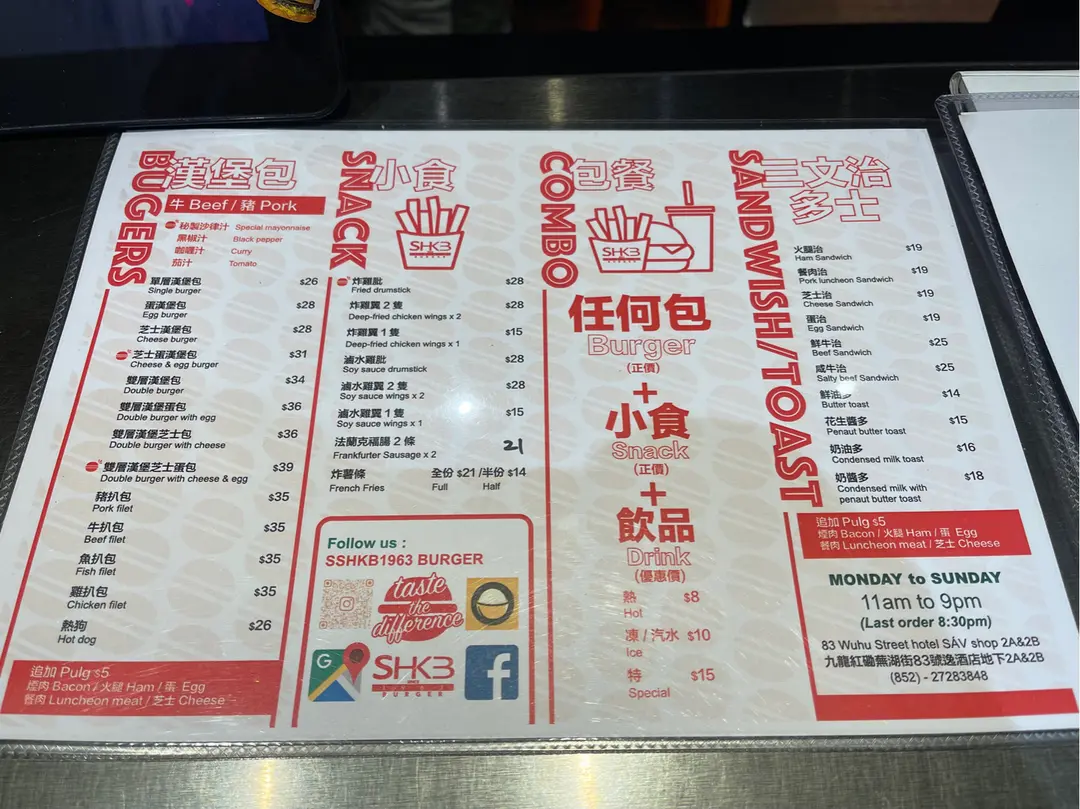 BUGERS
漢堡包
牛 Beef / 豬 Pork
秘製沙律汁 Special mayonnaise
黑椒汁 Black pepper
咖喱汁 Curry
茄汁 Tomato
單層漢堡包 $26
Single burger
蛋漢堡包 $28
Egg burger
芝士漢堡包 $28
Cheese burger
芝士蛋漢堡包 $31
Cheese & egg burger
雙層漢堡包 $34
Double burger
雙層漢堡蛋包 $36
Double burger with egg
雙層漢堡芝士包 $36
Double burger with cheese
雙層漢堡芝士蛋包 $39
Double burger with cheese & egg
豬扒包 $35
Pork filet
牛扒包 $35
Beef filet
魚扒包 $35
Fish filet
雞扒包 $35
Chicken filet
熱狗 $26
Hot dog
追加 Pulg $5
煙肉 Bacon / 火腿 Ham / 蛋 Egg
餐肉 Luncheon meat / 芝士 Cheese
SNACK
小食
SHKB
炸雞肶 $28
Fried drumstick
炸雞翼 2 隻 $28
Deep-fried chicken wings x 2
炸雞翼 1 隻 $15
Deep-fried chicken wings x 1
滷水雞肶 $28
Soy sauce drumstick
滷水雞翼 2 隻 $28
Soy sauce wings x 2
滷水雞翼 1 隻 $15
Soy sauce wings x 1
法蘭克福腸 2 條 21
Frankfurter Sausage x 2
炸薯條 全份 $21 /半份 $14
French Fries Full Half
Follow us :
SSHKB1963 BURGER
taste
the
difference
G
SHKB
BURGER
f
COMBO
包餐
SHKB
任何包
Burger
(正價)
+
小食
Snack
(正價)
+
飲品
Drink
(優惠價)
熱 $8
Hot
凍 / 汽水 $10
Ice
特 $15
Special
SANDWISH/TOAST
三文治
多士
火腿治 $19
Ham Sandwich
餐肉治 $19
Pork luncheon Sandwich
芝士治 $19
Cheese Sandwich
蛋治 $19
Egg Sandwich
鮮牛治 $25
Beef Sandwich
咸牛治 $25
Salty beef Sandwich
鮮油多 $14
Butter toast
花生醬多 $15
Penaut butter toast
奶油多 $16
Condensed milk toast
奶醬多 $18
Condensed milk with
penaut butter toast
追加 Pulg $5
煙肉 Bacon / 火腿 Ham / 蛋 Egg
餐肉 Luncheon meat / 芝士 Cheese
MONDAY to SUNDAY
11am to 9pm
(Last order 8:30pm)
83 Wuhu Street hotel SÁV shop 2A&2B
九龍紅磡蕪湖街83號逸酒店地下2A&2B
(852) - 27283848